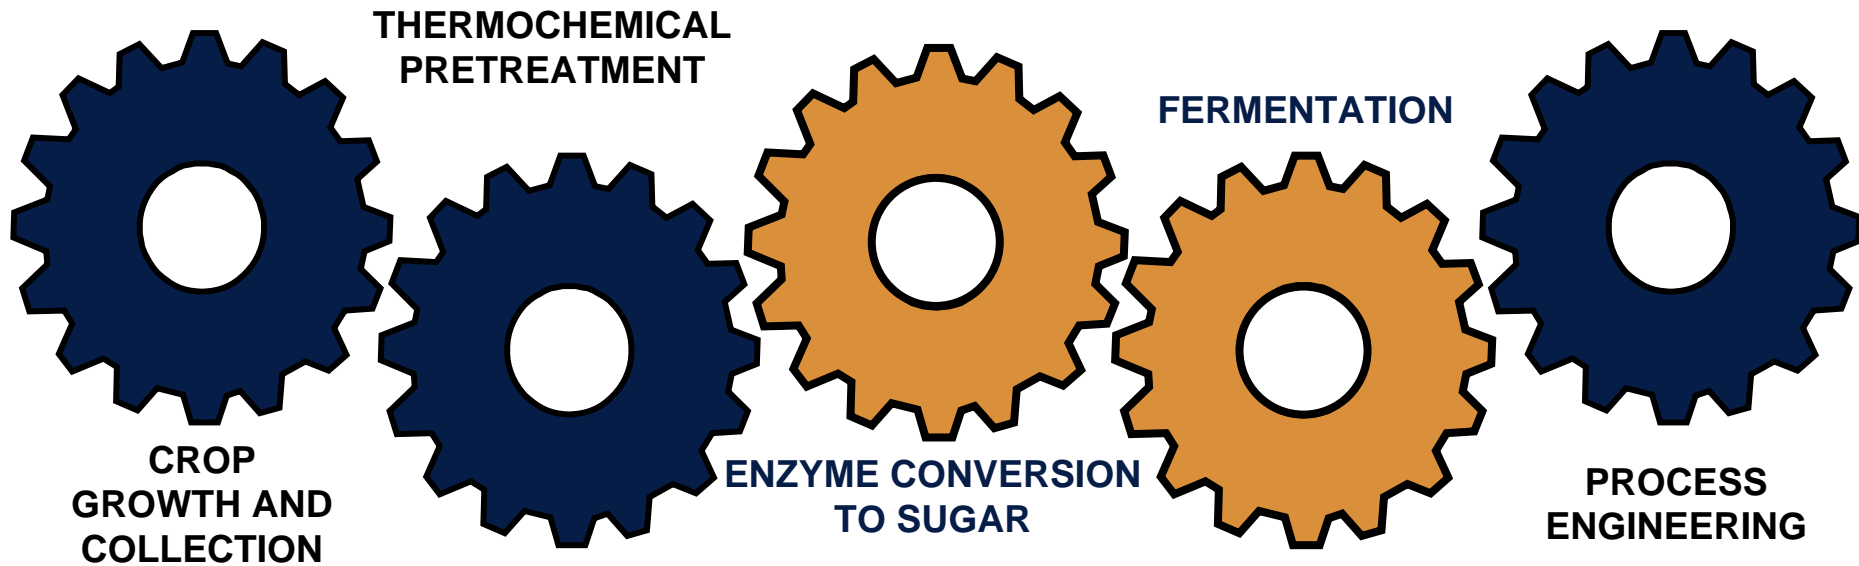 CROP
GROWTH AND
COLLECTION
THERMOCHEMICAL
PRETREATMENT
ENZYME CONVERSION
TO SUGAR
FERMENTATION
PROCESS
ENGINEERING